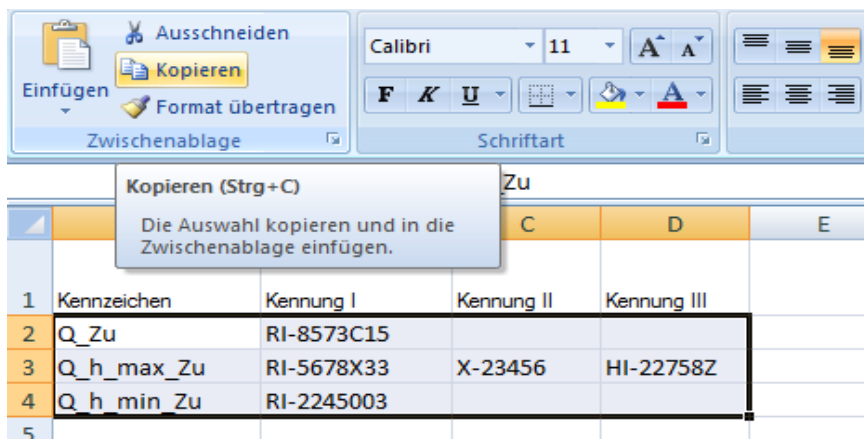 Ausschneiden
Kopieren
Einfügen
Format übertragen
Zwischenablage
Calibri 11 A A
F K U A
Schriftart
Kopieren (Strg+C)
Die Auswahl kopieren und in die
Zwischenablage einfügen.
_Zu
C D E
1 Kennzeichen Kennung I Kennung II Kennung III
2 Q_Zu RI-8573C15
3 Q_h_max_Zu RI-5678X33 X-23456 HI-22758Z
4 Q_h_min_Zu RI-2245003
5